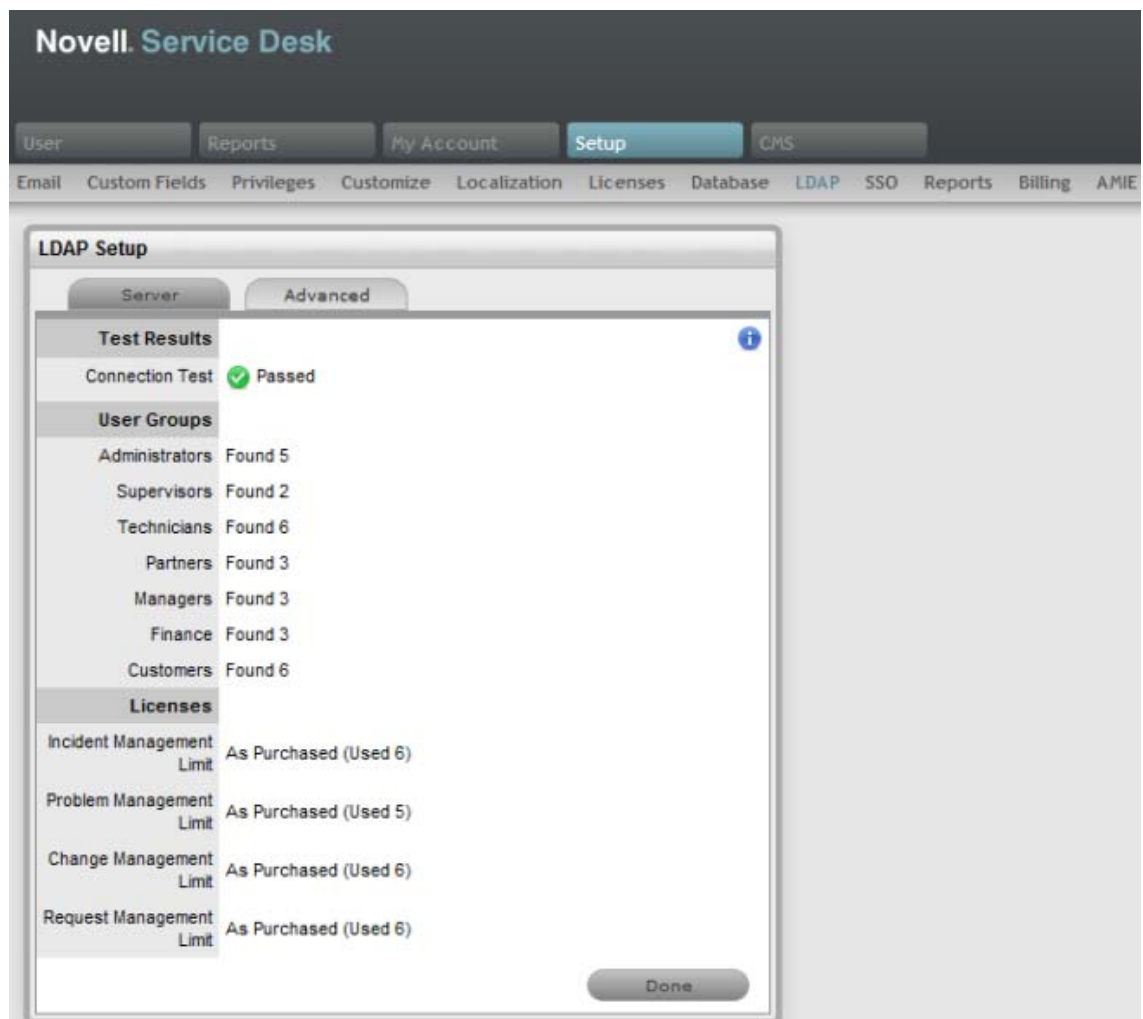 Novell. Service Desk
User Reports My Account Setup CMS
Email Custom Fields Privileges Customize Localization Licenses Database LDAP SSO Reports Billing AMIE
LDAP Setup
Server Advanced
Test Results
Connection Test Passed
User Groups
Administrators Found 5
Supervisors Found 2
Technicians Found 6
Partners Found 3
Managers Found 3
Finance Found 3
Customers Found 6
Licenses
Incident Management
Limit As Purchased (Used 6)
Problem Management
Limit As Purchased (Used 5)
Change Management
Limit As Purchased (Used 6)
Request Management
Limit As Purchased (Used 6)
Done